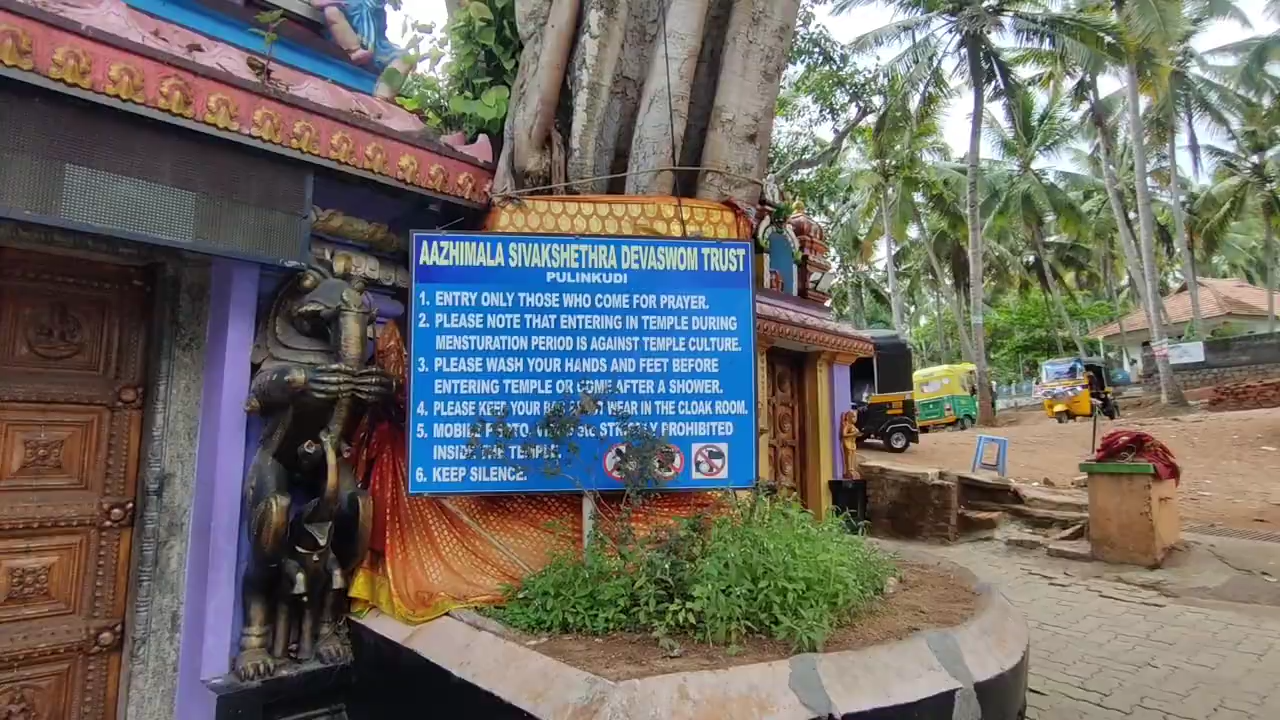 AAZHIMALA SIVAKSHETHRA DEVASWOM TRUST
PULINKUDI
1. ENTRY ONLY THOSE WHO COME FOR PRAYER.
2. PLEASE NOTE THAT ENTERING IN TEMPLE DURING
MENSTURATION PERIOD IS AGAINST TEMPLE CULTURE.
3. PLEASE WASH YOUR HANDS AND FEET BEFORE
ENTERING TEMPLE OR COME AFTER A SHOWER.
4. PLEASE KEEP YOUR WEAR IN THE CLOAK ROOM.
5. MOBILE PHOTO, STRICTLY PROHIBITED
INSIDE THE TEMPLE.
6. KEEP SILENCE.